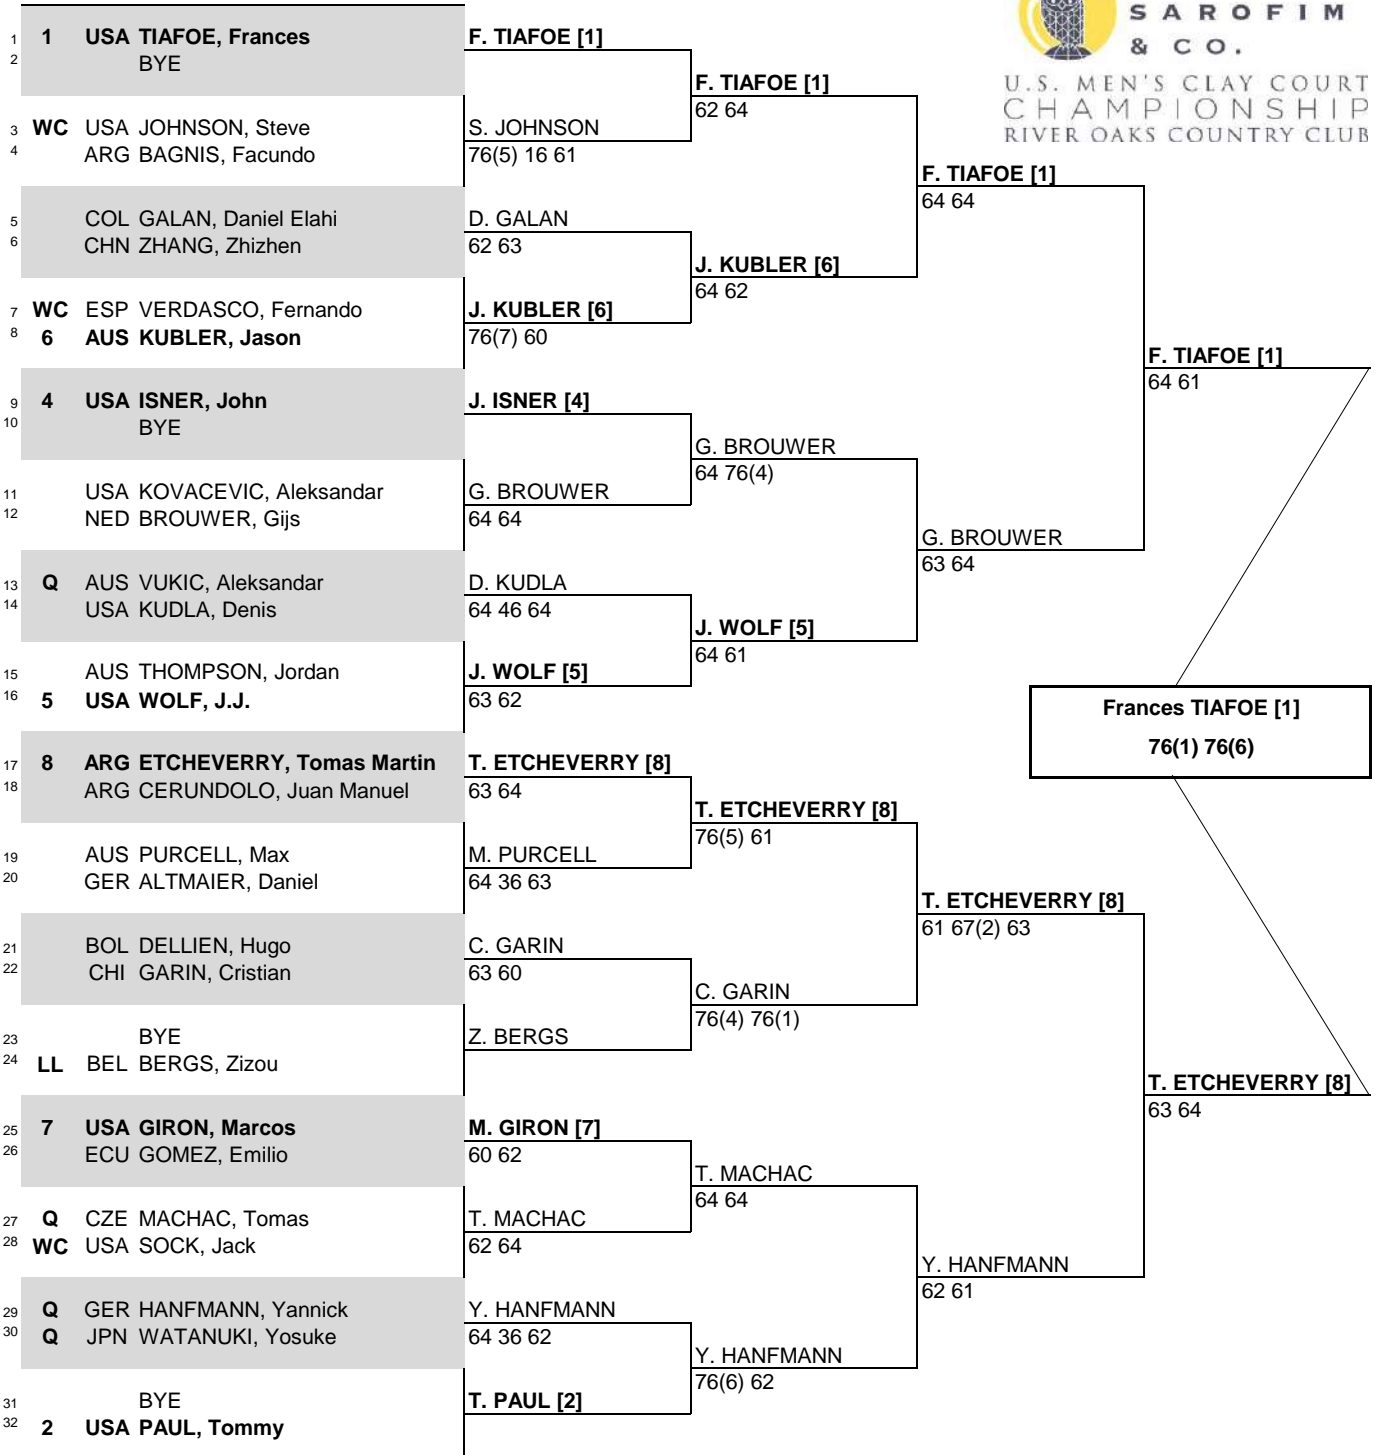 SAROFIM
& CO.
U.S. MEN'S CLAY COURT
CHAMPIONSHIP
RIVER OAKS COUNTRY CLUB
1 1 USA TIAFOE, Frances
2 BYE
3 WC USA JOHNSON, Steve
4 ARG BAGNIS, Facundo
5 COL GALAN, Daniel Elahi
6 CHN ZHANG, Zhizhen
7 WC ESP VERDASCO, Fernando
8 6 AUS KUBLER, Jason
9 4 USA ISNER, John
10 BYE
11 USA KOVACEVIC, Aleksandar
12 NED BROUWER, Gijs
13 Q AUS VUKIC, Aleksandar
14 USA KUDLA, Denis
15 AUS THOMPSON, Jordan
16 5 USA WOLF, J.J.
17 8 ARG ETCHEVERRY, Tomas Martin
18 ARG CERUNDOLO, Juan Manuel
19 AUS PURCELL, Max
20 GER ALTMAIER, Daniel
21 BOL DELLIEN, Hugo
22 CHI GARIN, Cristian
23 BYE
24 LL BEL BERGS, Zizou
25 7 USA GIRON, Marcos
26 ECU GOMEZ, Emilio
27 Q CZE MACHAC, Tomas
28 WC USA SOCK, Jack
29 Q GER HANFMANN, Yannick
30 Q JPN WATANUKI, Yosuke
31 BYE
32 2 USA PAUL, Tommy
F. TIAFOE [1]
S. JOHNSON
76(5) 16 61
D. GALAN
62 63
J. KUBLER [6]
76(7) 60
J. ISNER [4]
G. BROUWER
64 64
D. KUDLA
64 46 64
J. WOLF [5]
63 62
T. ETCHEVERRY [8]
63 64
M. PURCELL
64 36 63
C. GARIN
63 60
Z. BERGS
M. GIRON [7]
60 62
T. MACHAC
62 64
Y. HANFMANN
64 36 62
T. PAUL [2]
F. TIAFOE [1]
62 64
J. KUBLER [6]
64 62
G. BROUWER
64 76(4)
J. WOLF [5]
64 61
T. ETCHEVERRY [8]
76(5) 61
C. GARIN
76(4) 76(1)
T. MACHAC
64 64
Y. HANFMANN
76(6) 62
F. TIAFOE [1]
64 64
G. BROUWER
63 64
T. ETCHEVERRY [8]
61 67(2) 63
Y. HANFMANN
62 61
F. TIAFOE [1]
64 61
T. ETCHEVERRY [8]
63 64
Frances TIAFOE [1]
76(1) 76(6)